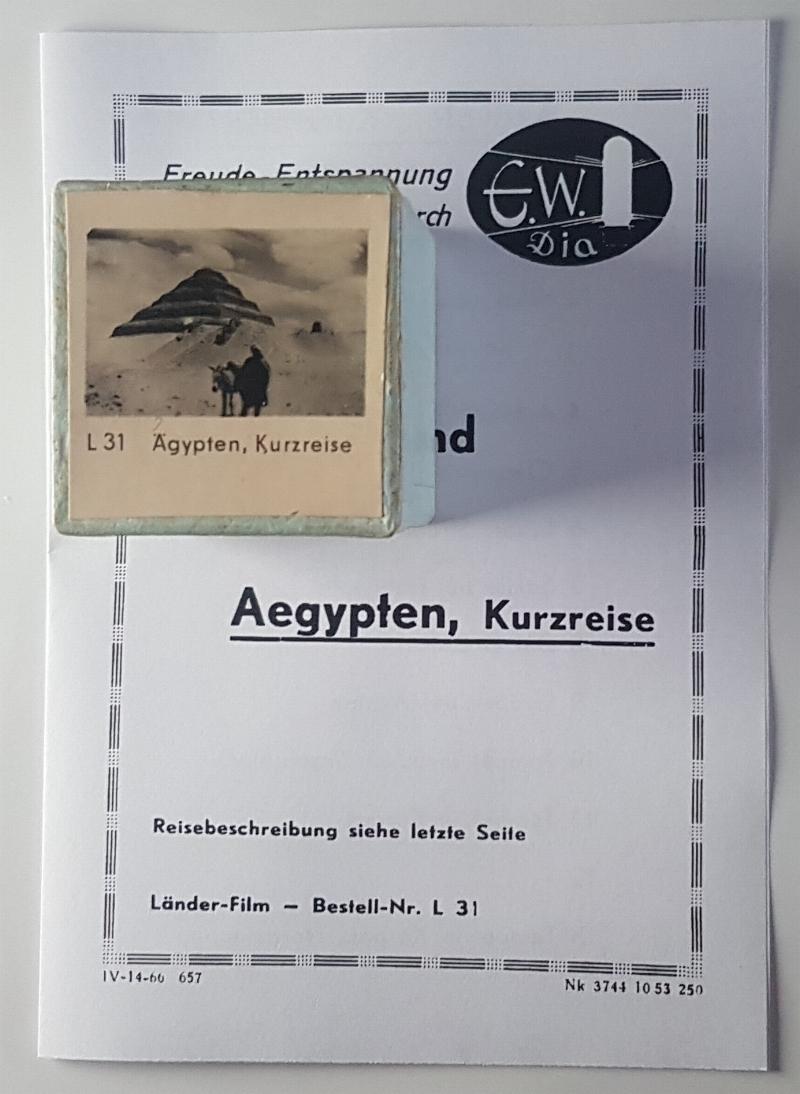 Freude Entspannung
rch
E.W.
Dia
L 31 Ägypten, Kurzreise
nd
Aegypten, Kurzreise
Reisebeschreibung siehe letzte Seite
Länder-Film — Bestell-Nr. L 31
IV-14-66 657
Nk 3744 10 53 250